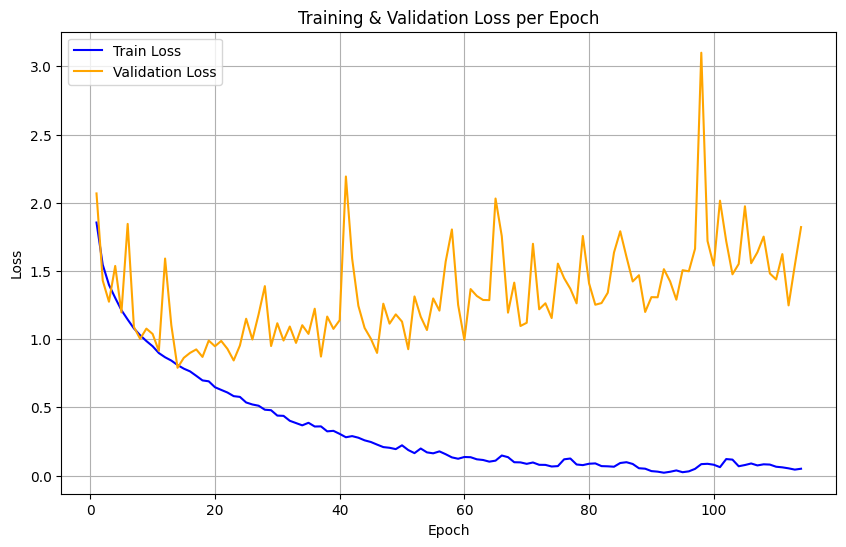 Training & Validation Loss per Epoch
Train Loss
Validation Loss
3.0
2.5
2.0
1.5
1.0
0.5
0.0
Loss
0 20 40 60 80 100
Epoch